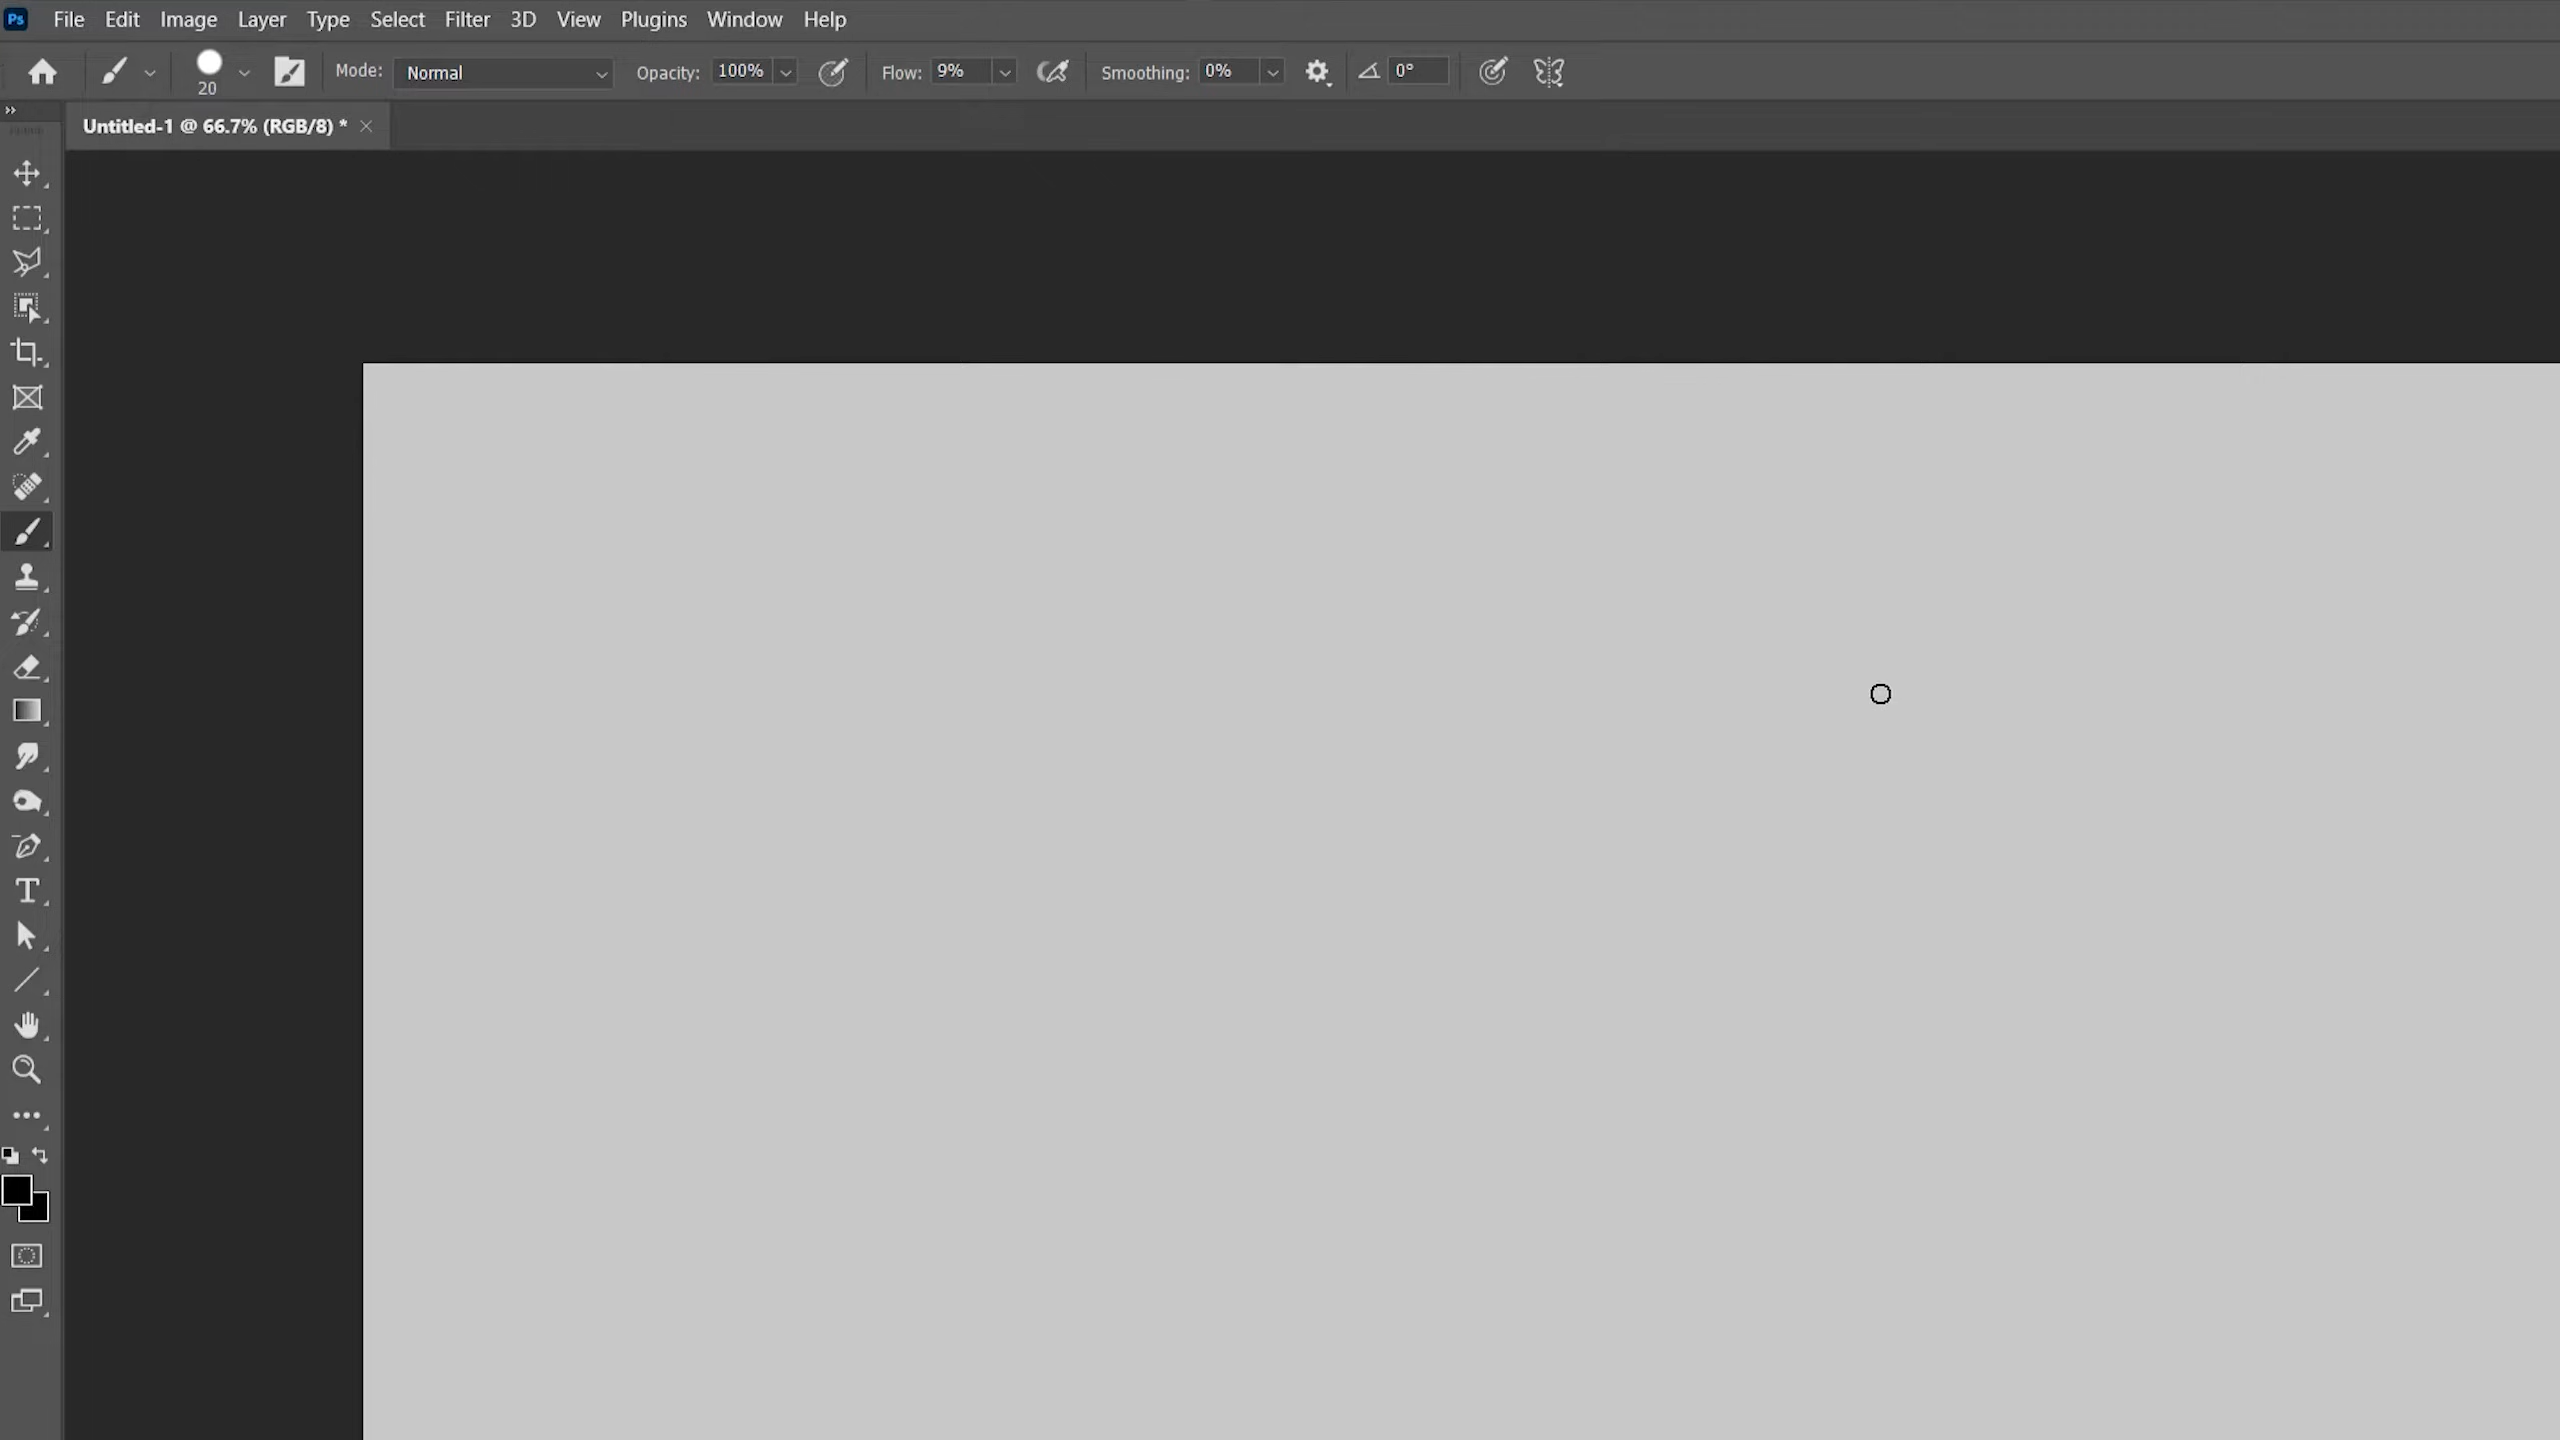 Ps File Edit Image Layer Type Select Filter 3D View Plugins Window Help
20 Mode: Normal Opacity: 100% Flow: 9% Smoothing: 0% 0°
Untitled-1 @ 66.7% (RGB/8) *